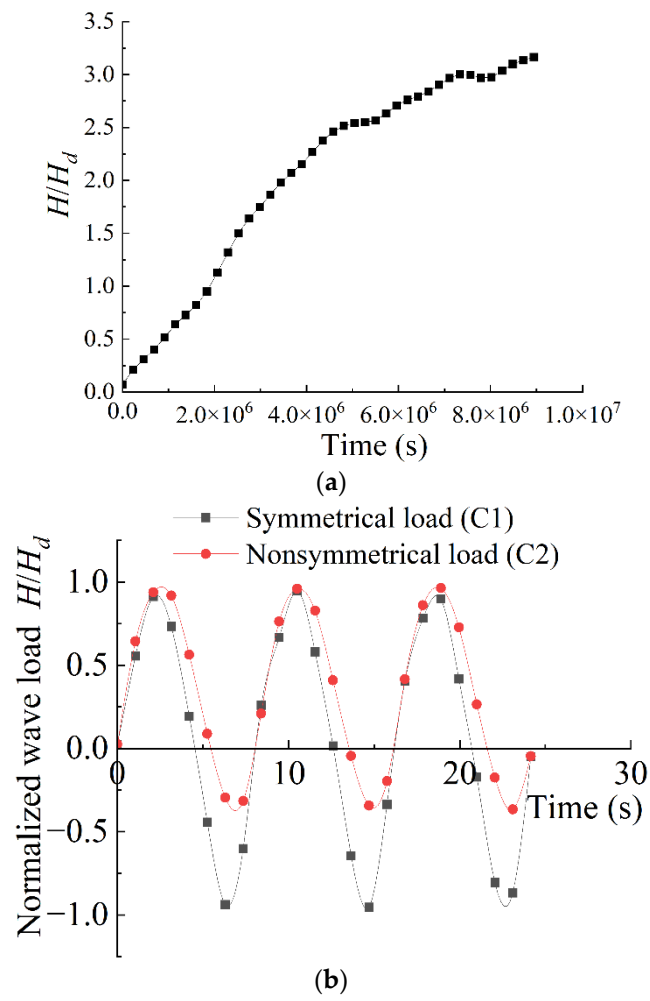 3.5
3.0
2.5
2.0
1.5
1.0
0.5
0.0
H/H_d
0.0 2.0×10⁶ 4.0×10⁶ 6.0×10⁶ 8.0×10⁶ 1.0×10⁷
Time (s)
(a)
Symmetrical load (C1)
Nonsymmetrical load (C2)
Normalized wave load H/H_d
1.0
0.5
0.0
−0.5
−1.0
0 10 20 30
Time (s)
(b)